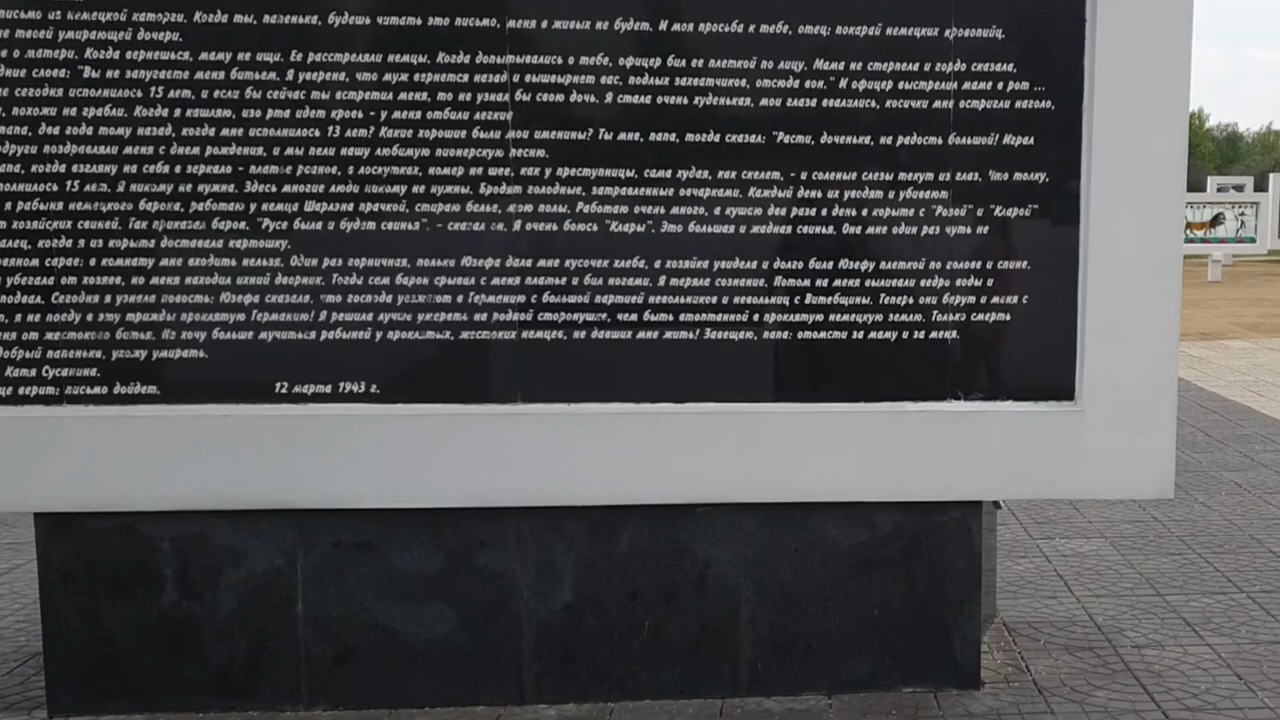 письмо из немецкой каторги. Когда ты, папенька, будешь читать это письмо, меня в живых не будет. И моя просьба к тебе, отец: покарай немецких кровопийц.
твоей умирающей дочери.
о матери. Когда вернешься, маму не ищи. Ее расстреляли немцы. Когда допытывались о тебе, офицер бил ее плеткой по лицу. Мама не стерпела и гордо сказала,
слова: "Вы не запугаете меня битьем. Я уверена, что муж вернется назад и вышвырнет вас, подлых захватчиков, отсюда вон." И офицер выстрелил маме в рот ...
сегодня исполнилось 15 лет, и если бы сейчас ты встретил меня, то не узнал бы свою дочь. Я стала очень худенькая, мои глаза ввалились, косички мне остригли наголо,
похожи на грабли. Когда я кашляю, изо рта идет кровь - у меня отбили легкие
папа, два года тому назад, когда мне исполнилось 13 лет? Какие хорошие были мои именины? Ты мне, папа, тогда сказал: "Расти, доченька, на радость большой! Играл
други поздравляли меня с днем рождения, и мы пели нашу любимую пионерскую песню.
апа, когда взгляну на себя в зеркало - платье рваное, в лоскутках, номер на шее, как у преступницы, сама худая, как скелет, - и соленые слезы текут из глаз. Что толку,
полнилось 15 лет. Я никому не нужна. Здесь многие люди никому не нужны. Бродят голодные, затравленные овчарками. Каждый день их уводят и убивают
я рабыня немецкого барона, работаю у немца Шарлэна прачкой, стираю белье, мою полы. Работаю очень много, а кушаю два раза в день в корыте с "Розой" и "Кларой"
хозяйских свиней. Так приказал барон. "Русс была и будет свинья". - сказал он. Я очень боюсь "Клары". Это большая и жадная свинья. Она мне один раз чуть не
алец, когда я из корыта доставала картошку.
вяном сарае: в комнату мне входить нельзя. Один раз горничная, полька Юзефа дала мне кусочек хлеба, а хозяйка увидела и долго била Юзефу плеткой по голове и спине.
убегала от хозяев, но меня находил ихний дворник. Тогда сам барон срывал с меня платье и бил ногами. Я теряла сознание. Потом на меня выливали ведро воды и
подвал. Сегодня я узнала новость: Юзефа сказала, что господа уезжают в Германию с большой партией невольников и невольниц с Витебщины. Теперь они берут и меня с
я не поеду в эту трижды проклятую Германию! Я решила лучше умереть на родной сторонушке, чем быть втоптанной в проклятую немецкую землю. Только смерть
от жестокого битья. Не хочу больше мучиться рабыней у проклятых, жестоких немцев, не давших мне жить! Завещаю, папа: отомсти за маму и за меня.
добрый папенька, ухожу умирать.
Катя Сусанина.
верит: письмо дойдет. 12 марта 1943 г.